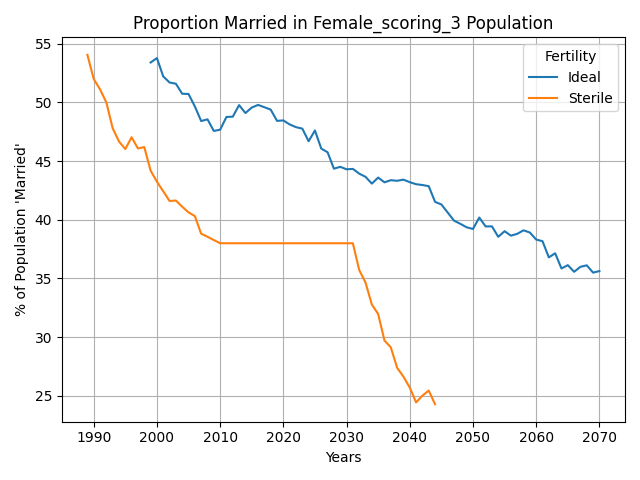 Proportion Married in Female_scoring_3 Population
% of Population 'Married'
55
50
45
40
35
30
25
Fertility
Ideal
Sterile
1990 2000 2010 2020 2030 2040 2050 2060 2070
Years